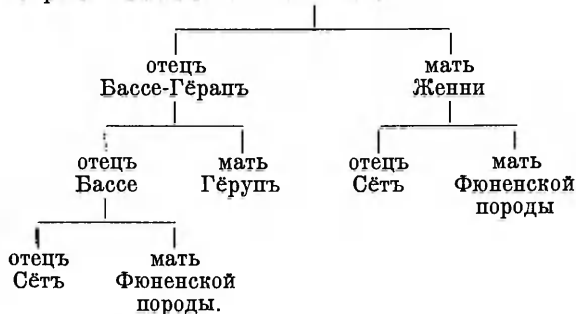 отецъ мать
Бассе-Гёрапъ Женни
отецъ мать отецъ мать
Бассе Гёрупъ Сётъ Фюненской
породы
отецъ мать
Сётъ Фюненской
породы.